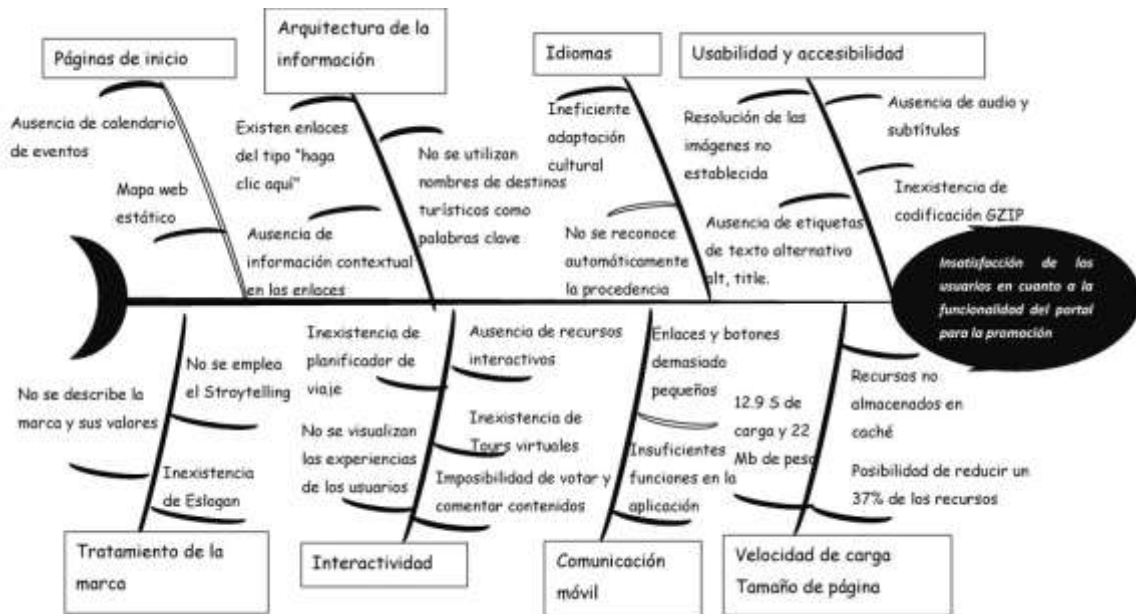 Páginas de inicio
Ausencia de calendario
de eventos
Mapa web
estático
Arquitectura de la
información
Existen enlaces
del tipo "haga
clic aquí"
No se utilizan
nombres de destinos
turísticos como
palabras clave
Ausencia de
información contextual
en los enlaces
Idiomas
Ineficiente
adaptación
cultural
No se reconoce
automáticamente
la procedencia
Usabilidad y accesibilidad
Resolución de las
imágenes no
establecida
Ausencia de audio y
subtítulos
Ausencia de etiquetas
de texto alternativo
alt, title.
Inexistencia de
codificación GZIP
Insatisfacción de los
usuarios en cuanto a la
funcionalidad del portal
para la promoción
No se describe la
marca y sus valores
No se emplea
el Stroytelling
Inexistencia
de Eslogan
Tratamiento de la
marca
Inexistencia de
planificador de
viaje
Ausencia de recursos
interactivos
No se visualizan
las experiencias
de los usuarios
Inexistencia de
Tours virtuales
Imposibilidad de votar y
comentar contenidos
Interactividad
Enlaces y botones
demasiado
pequeños
Insuficientes
funciones en la
aplicación
Comunicación
móvil
12.9 S de
carga y 22
Mb de peso
Recursos no
almacenados en
caché
Posibilidad de reducir un
37% de los recursos
Velocidad de carga
Tamaño de página